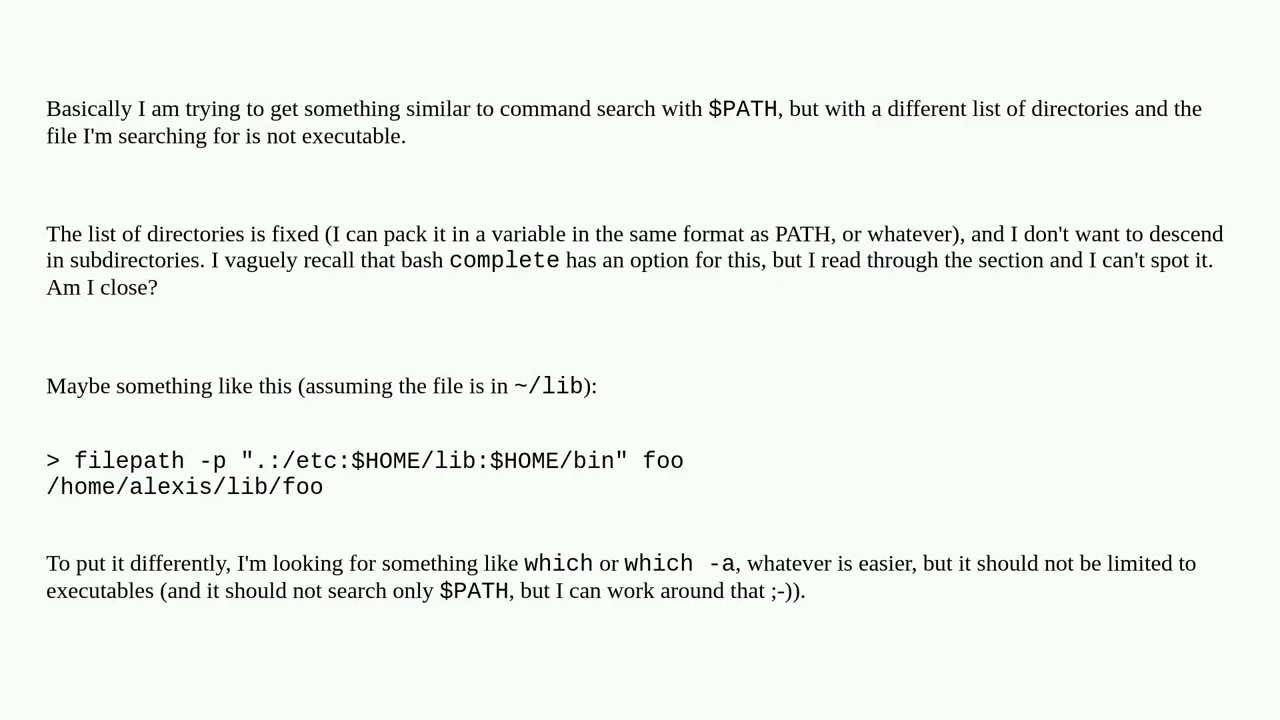 Basically I am trying to get something similar to command search with $PATH, but with a different list of directories and the
file I'm searching for is not executable.
The list of directories is fixed (I can pack it in a variable in the same format as PATH, or whatever), and I don't want to descend
in subdirectories. I vaguely recall that bash complete has an option for this, but I read through the section and I can't spot it.
Am I close?
Maybe something like this (assuming the file is in ~/lib):
> filepath -p ".:/etc:$HOME/lib:$HOME/bin" foo
/home/alexis/lib/foo
To put it differently, I'm looking for something like which or which -a, whatever is easier, but it should not be limited to
executables (and it should not search only $PATH, but I can work around that ;-)).